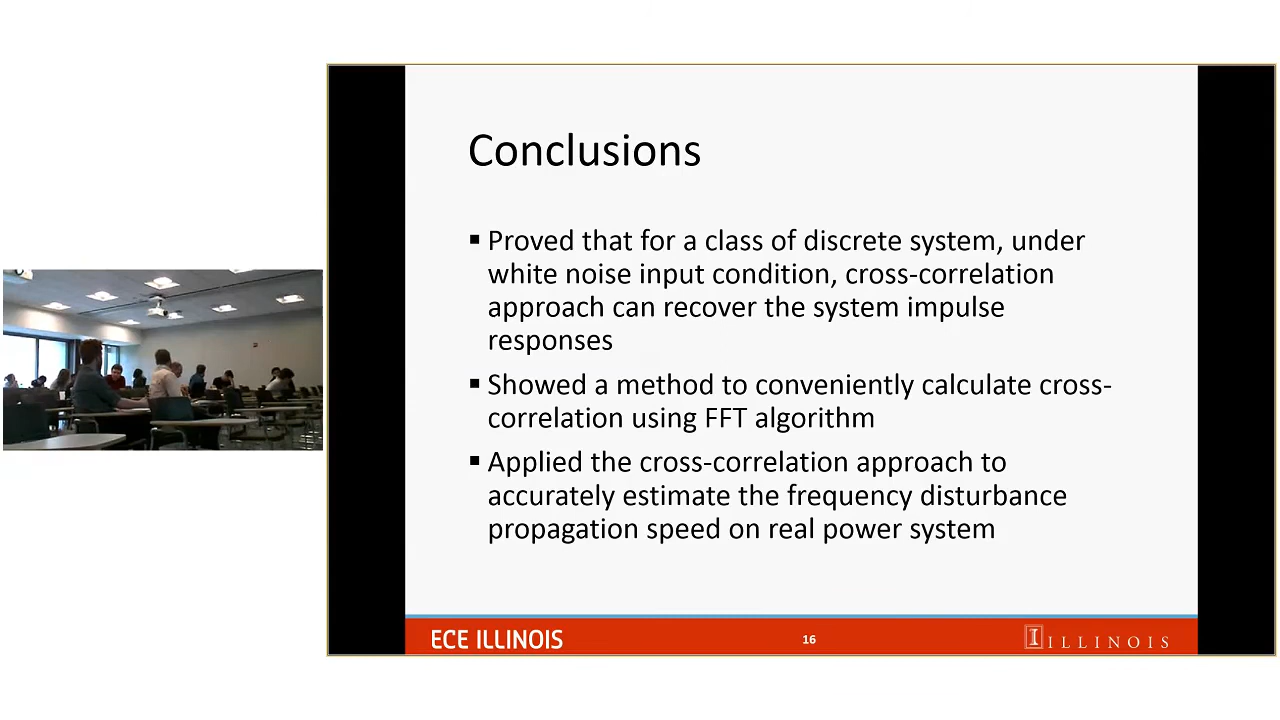 Conclusions
▪ Proved that for a class of discrete system, under
white noise input condition, cross-correlation
approach can recover the system impulse
responses
▪ Showed a method to conveniently calculate cross-
correlation using FFT algorithm
▪ Applied the cross-correlation approach to
accurately estimate the frequency disturbance
propagation speed on real power system
ECE ILLINOIS
16
I ILLINOIS